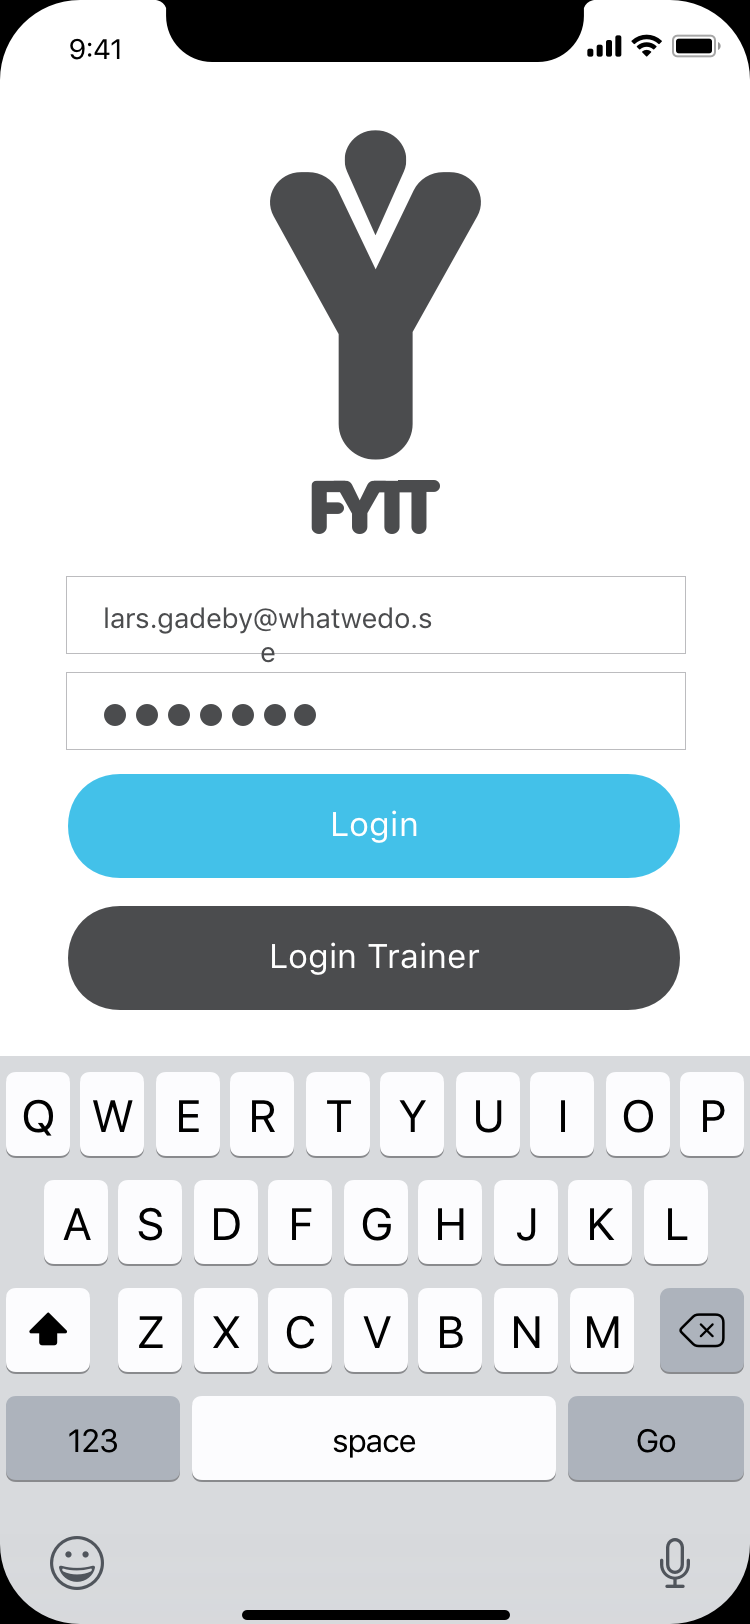 9:41
FYTT
lars.gadeby@whatwedo.s
e
●●●●●●●
Login
Login Trainer
Q W E R T Y U I O P
A S D F G H J K L
Z X C V B N M
123 space Go